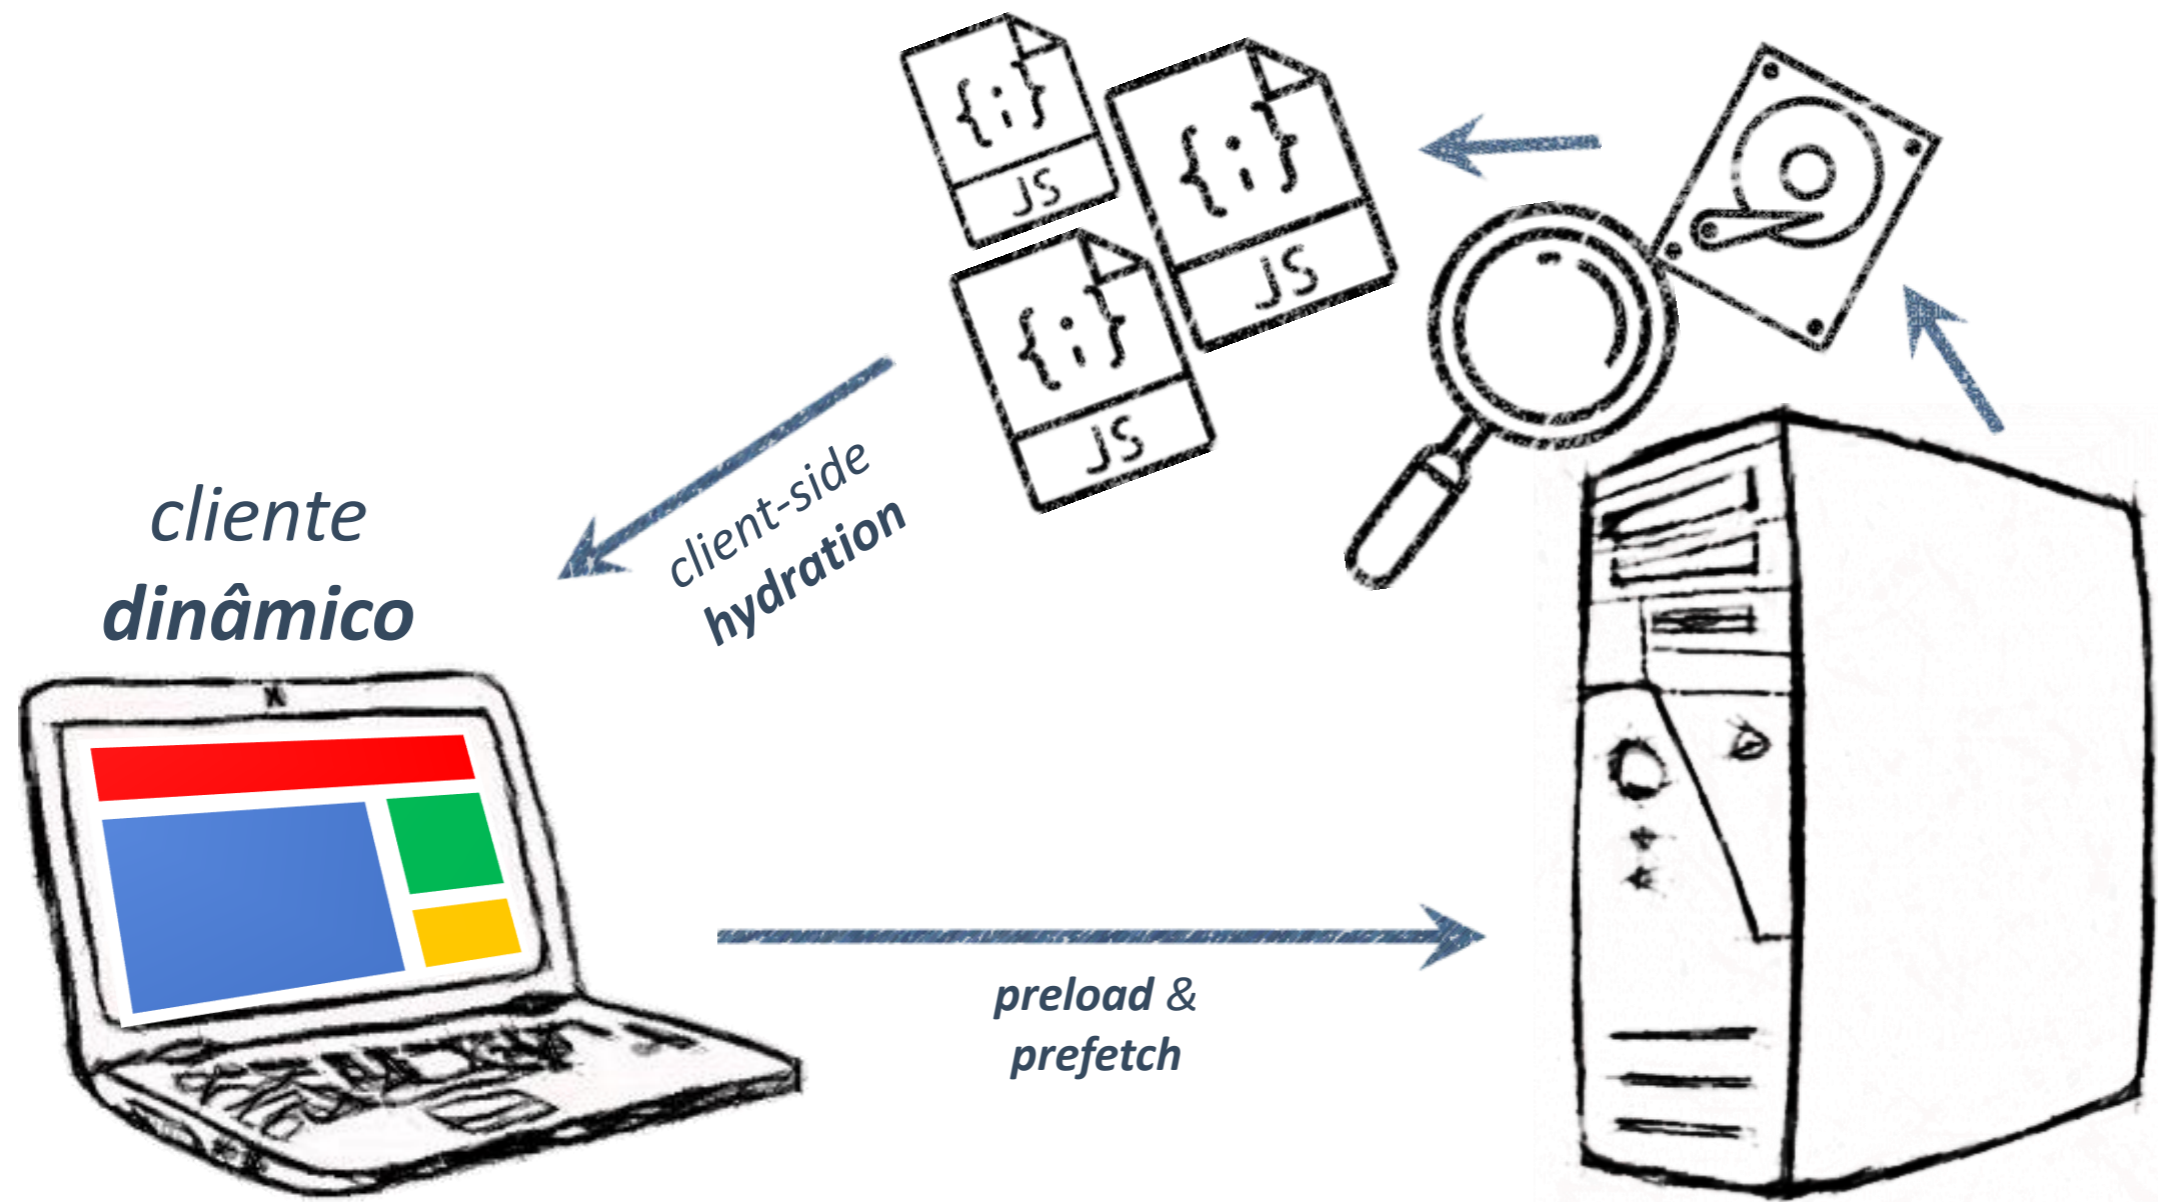 {;}
JS
{;}
JS
{;}
JS
client-side
hydration
cliente
dinâmico
preload &
prefetch